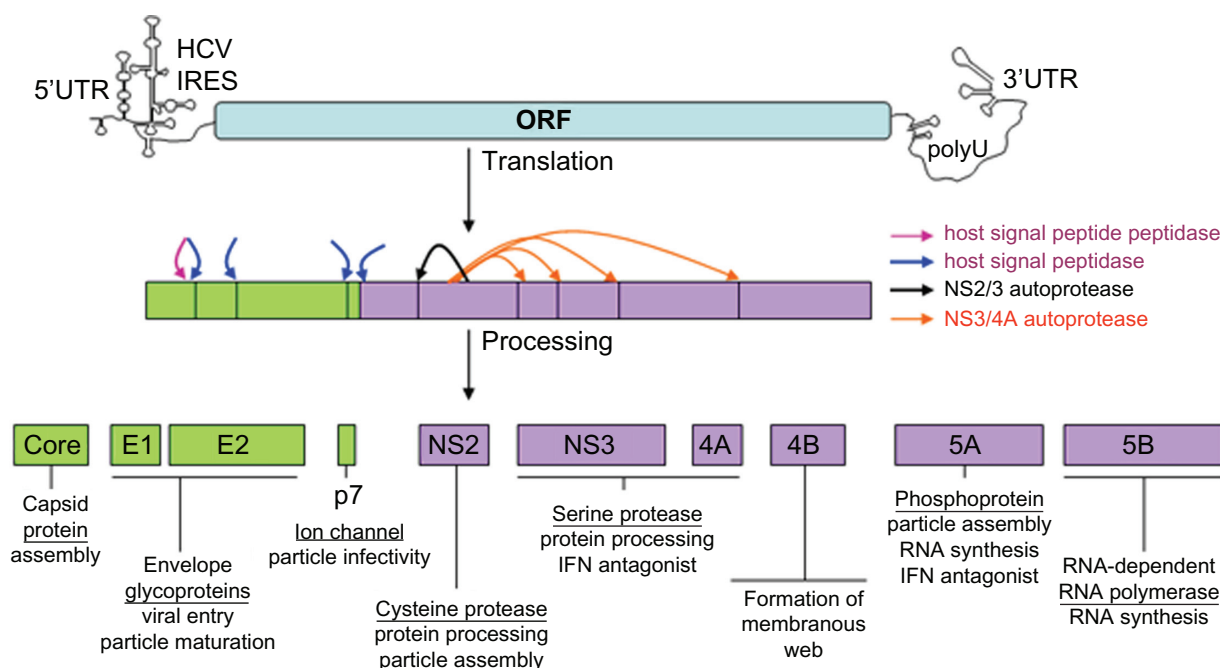 HCV
IRES
5'UTR
3'UTR
ORF
polyU
Translation
host signal peptide peptidase
host signal peptidase
NS2/3 autoprotease
NS3/4A autoprotease
Processing
Core
E1
E2
NS2
NS3
4A
4B
5A
5B
Capsid
protein
assembly
Envelope
glycoproteins
viral entry
particle maturation
p7
Ion channel
particle infectivity
Cysteine protease
protein processing
particle assembly
Serine protease
protein processing
IFN antagonist
Formation of
membranous
web
Phosphoprotein
particle assembly
RNA synthesis
IFN antagonist
RNA-dependent
RNA polymerase
RNA synthesis